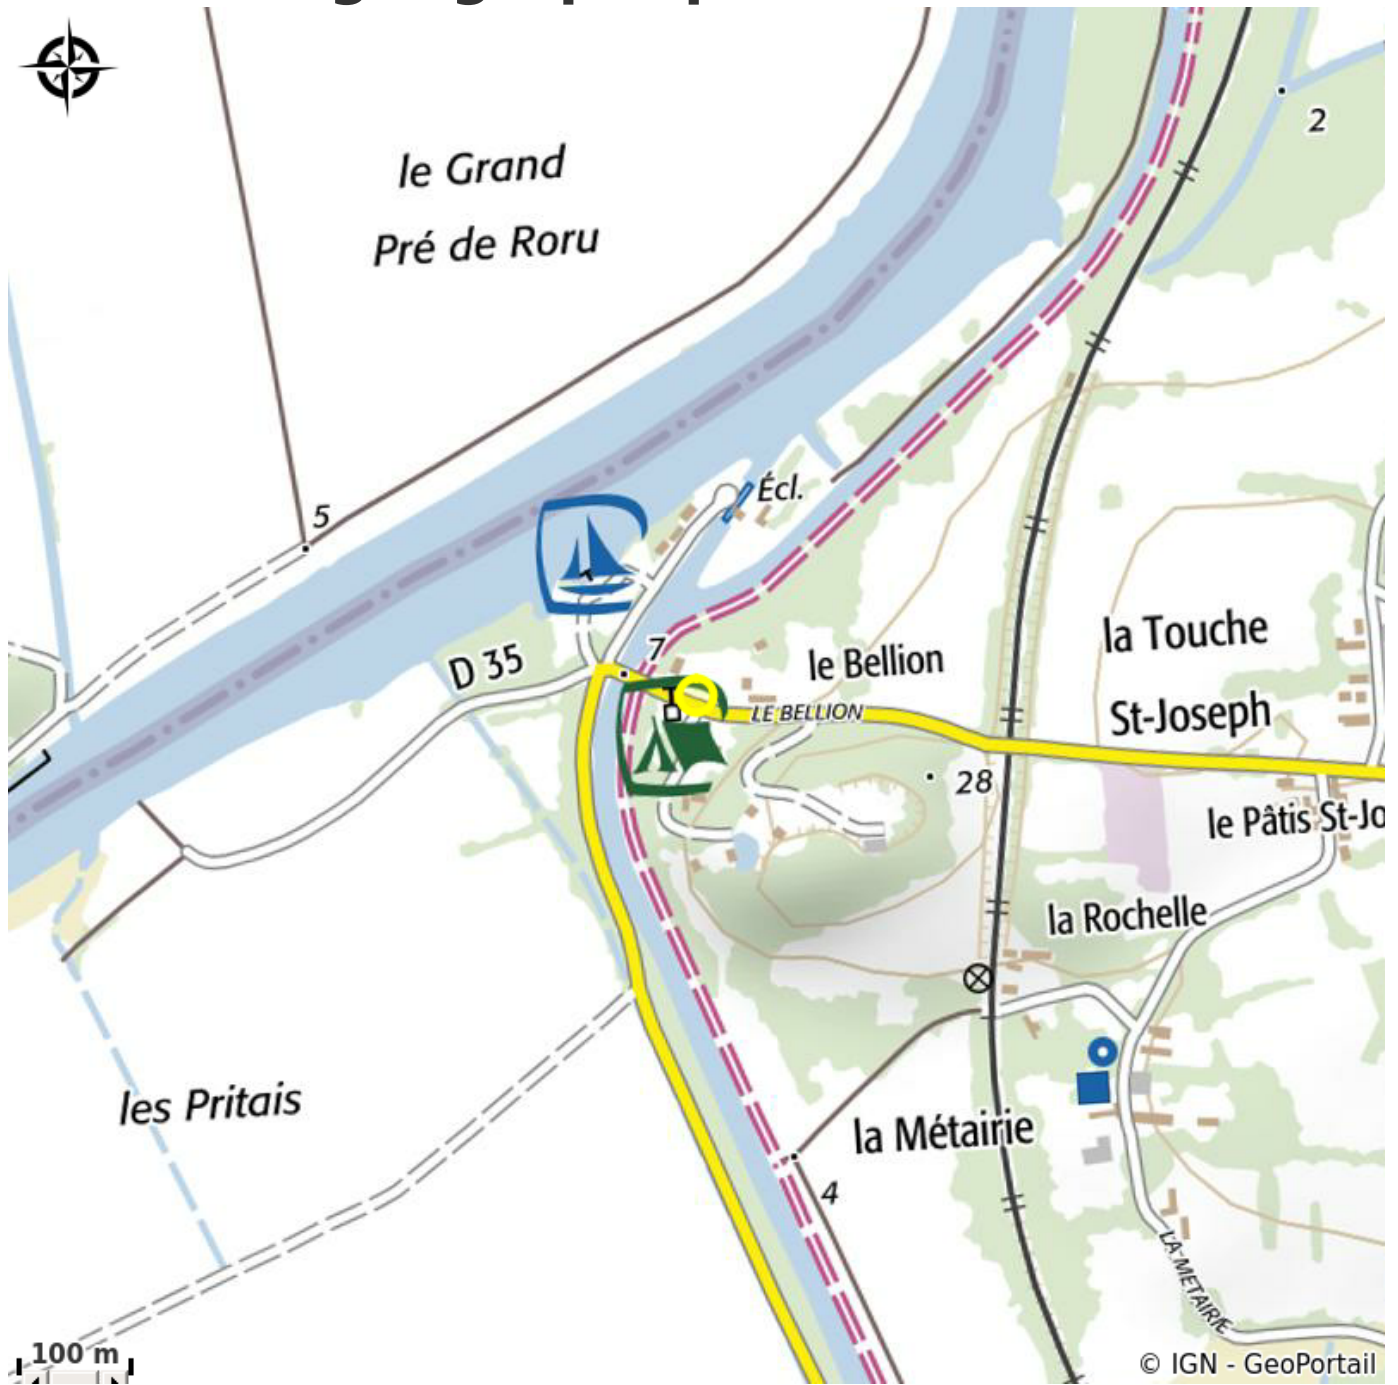 2
le Grand
Pré de Roru
5
Écl.
7
D 35
le Bellion
la Touche
St-Joseph
LE BELLION
28
le Pâtis St-Jo
la Rochelle
les Pritais
la Métairie
4
LA METAIRIE
100 m
© IGN - GeoPortail